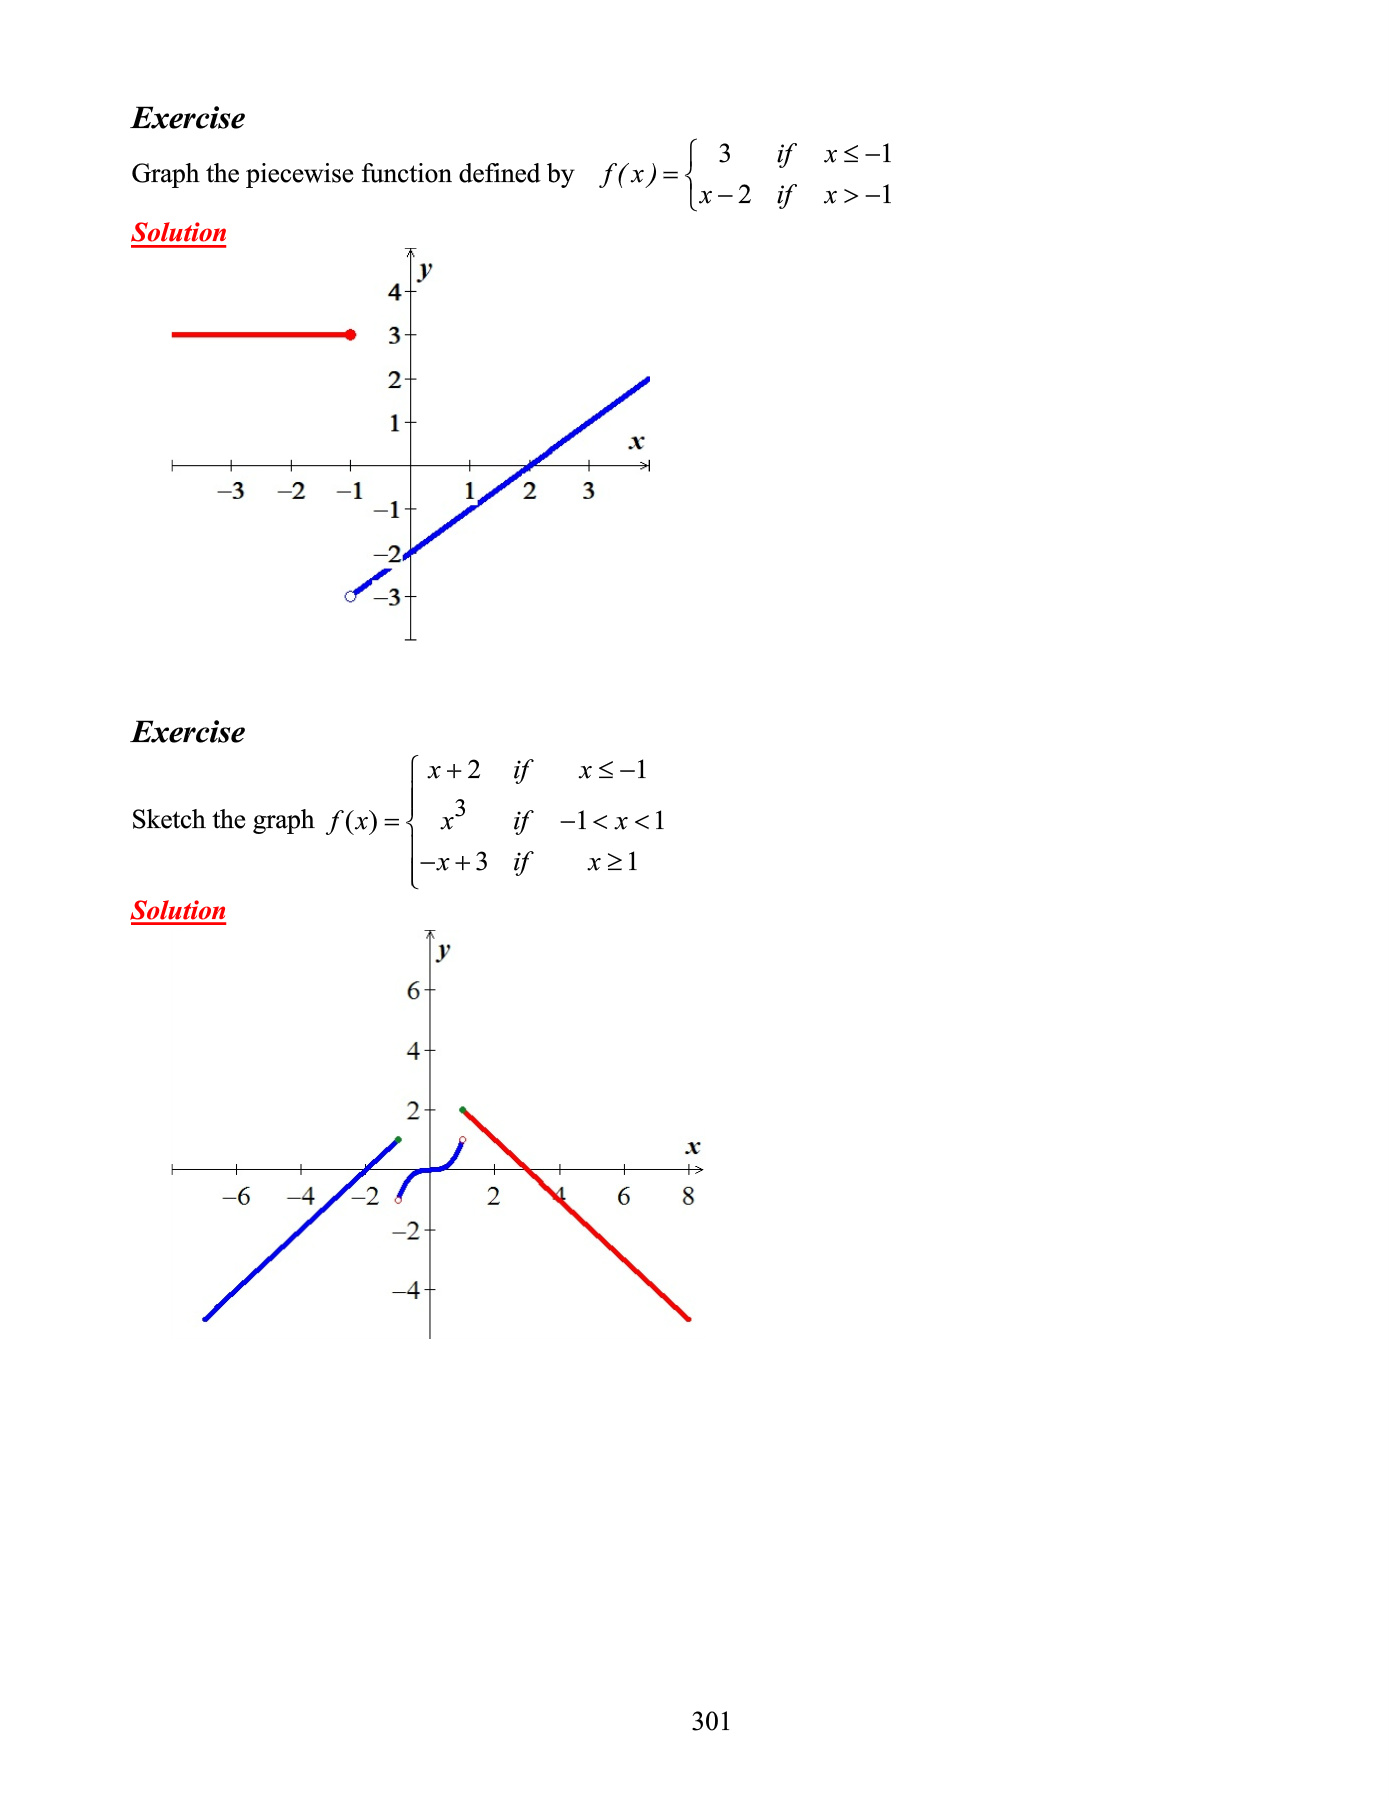 Exercise
Graph the piecewise function defined by f(x) = { 3 if x ≤ −1
x − 2 if x > −1
Solution
y
4
3
2
1
x
−3 −2 −1 1 2 3
−1
−2
−3
Exercise
x + 2 if x ≤ −1
Sketch the graph f(x) = { x³ if −1 < x < 1
−x + 3 if x ≥ 1
Solution
y
6
4
2
x
−6 −4 −2 2 4 6 8
−2
−4
301